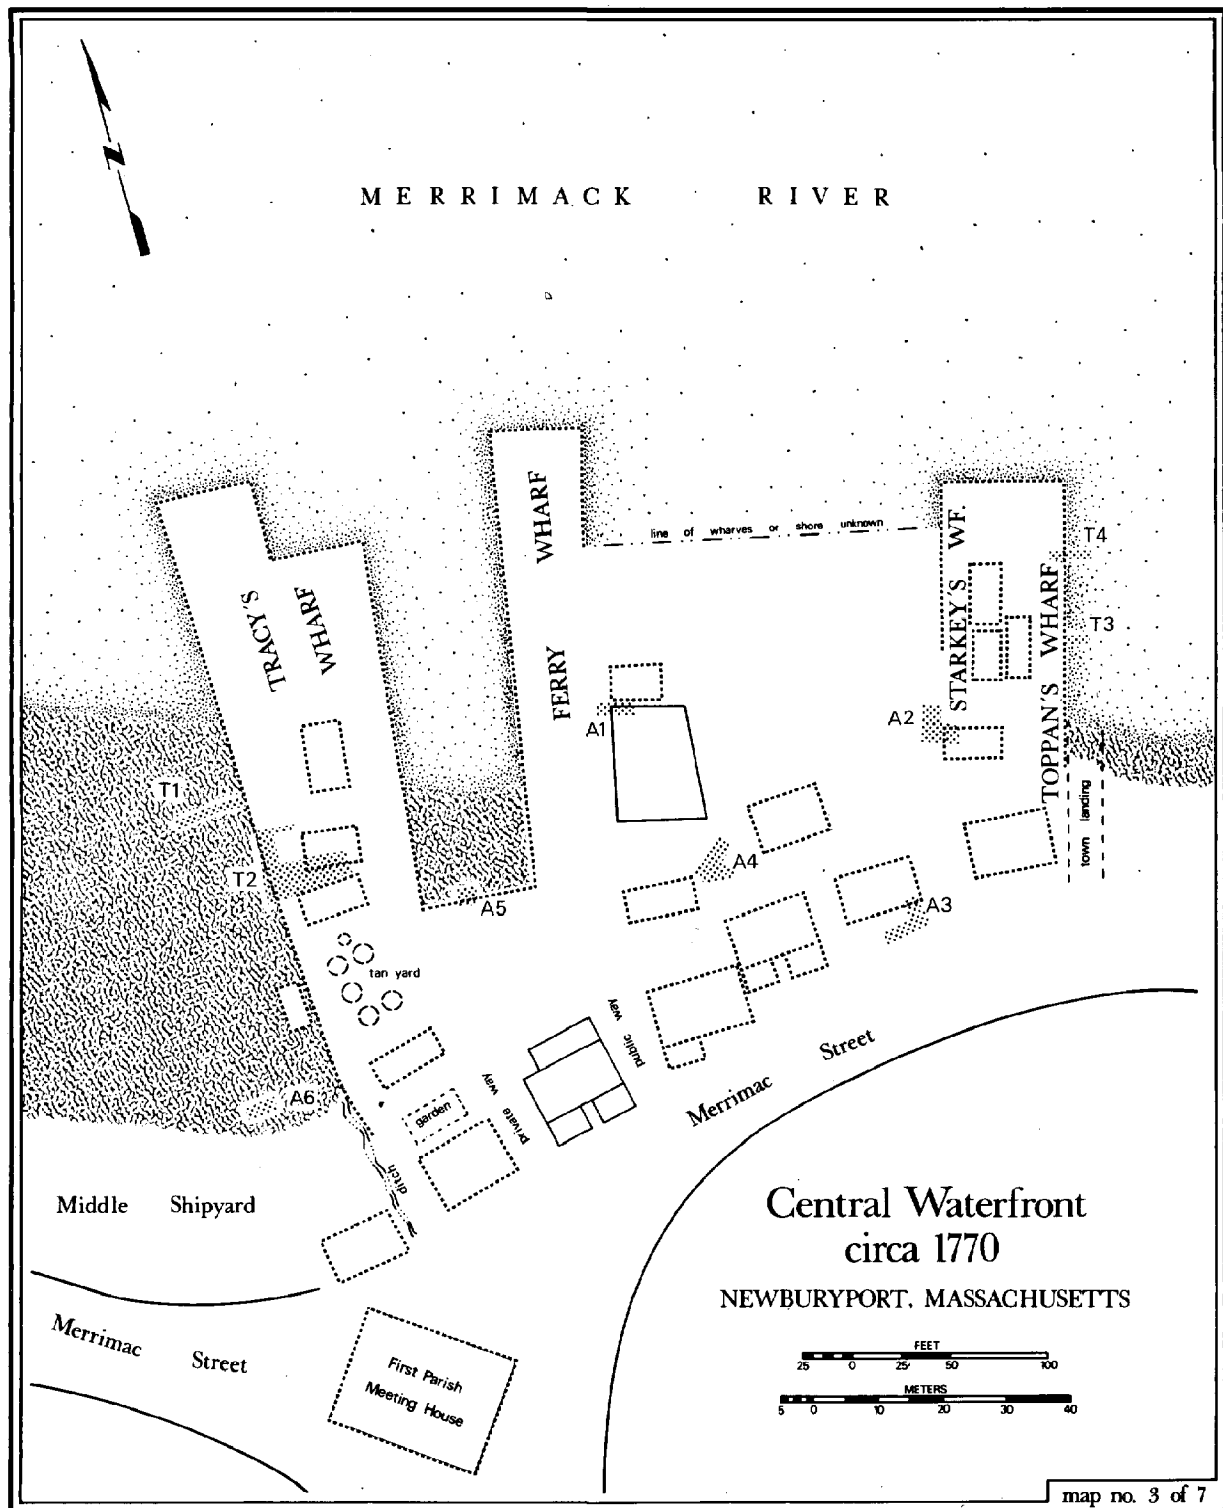 N
MERRIMACK RIVER
TRACY'S
WHARF
FERRY WHARF
line of wharves or shore unknown
STARKEY'S WF.
TOPPAN'S WHARF
T4
T3
A1
A2
T1
T2
A5
A4
A3
town landing
tan yard
A6
garden
private way
public way
ditch
Merrimac Street
Middle Shipyard
Merrimac Street
First Parish
Meeting House
Central Waterfront
circa 1770
NEWBURYPORT, MASSACHUSETTS
FEET
25 0 25 50 100
METERS
5 0 10 20 30 40
map no. 3 of 7